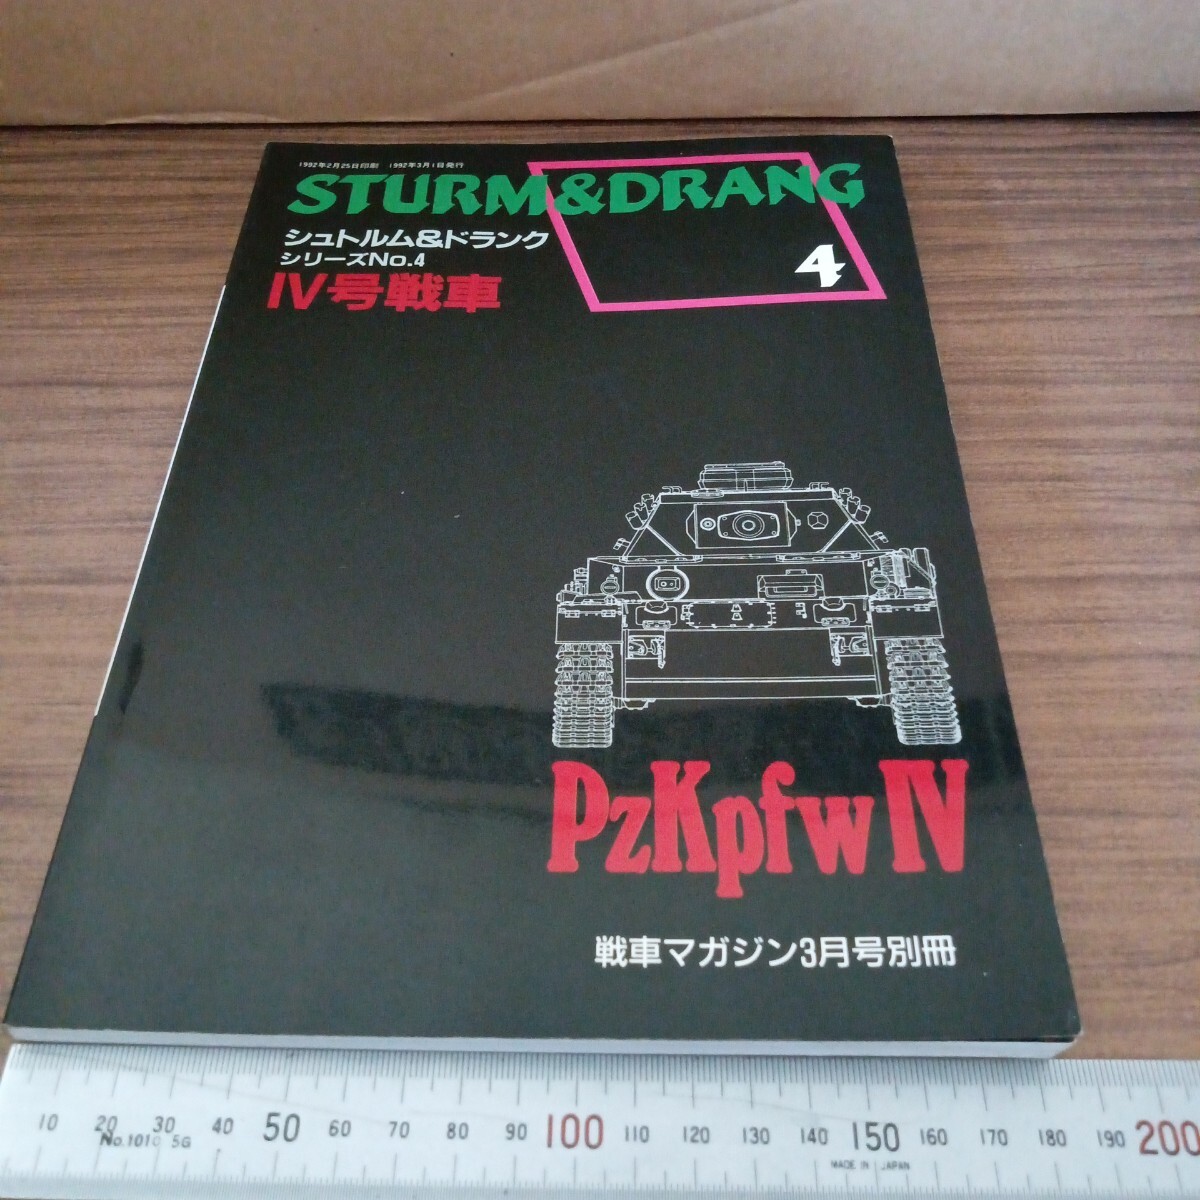 1992年2月25日印刷 1992年3月1日発行
STURM&DRANG
シュトルム&ドランク
シリーズNo.4
4
IV号戦車
PzKpfw IV
戦車マガジン3月号別冊
10 20 30 40 50 60 70 80 90 100 110 120 130 140 150 160 170 180 190 200
MADE IN JAPAN